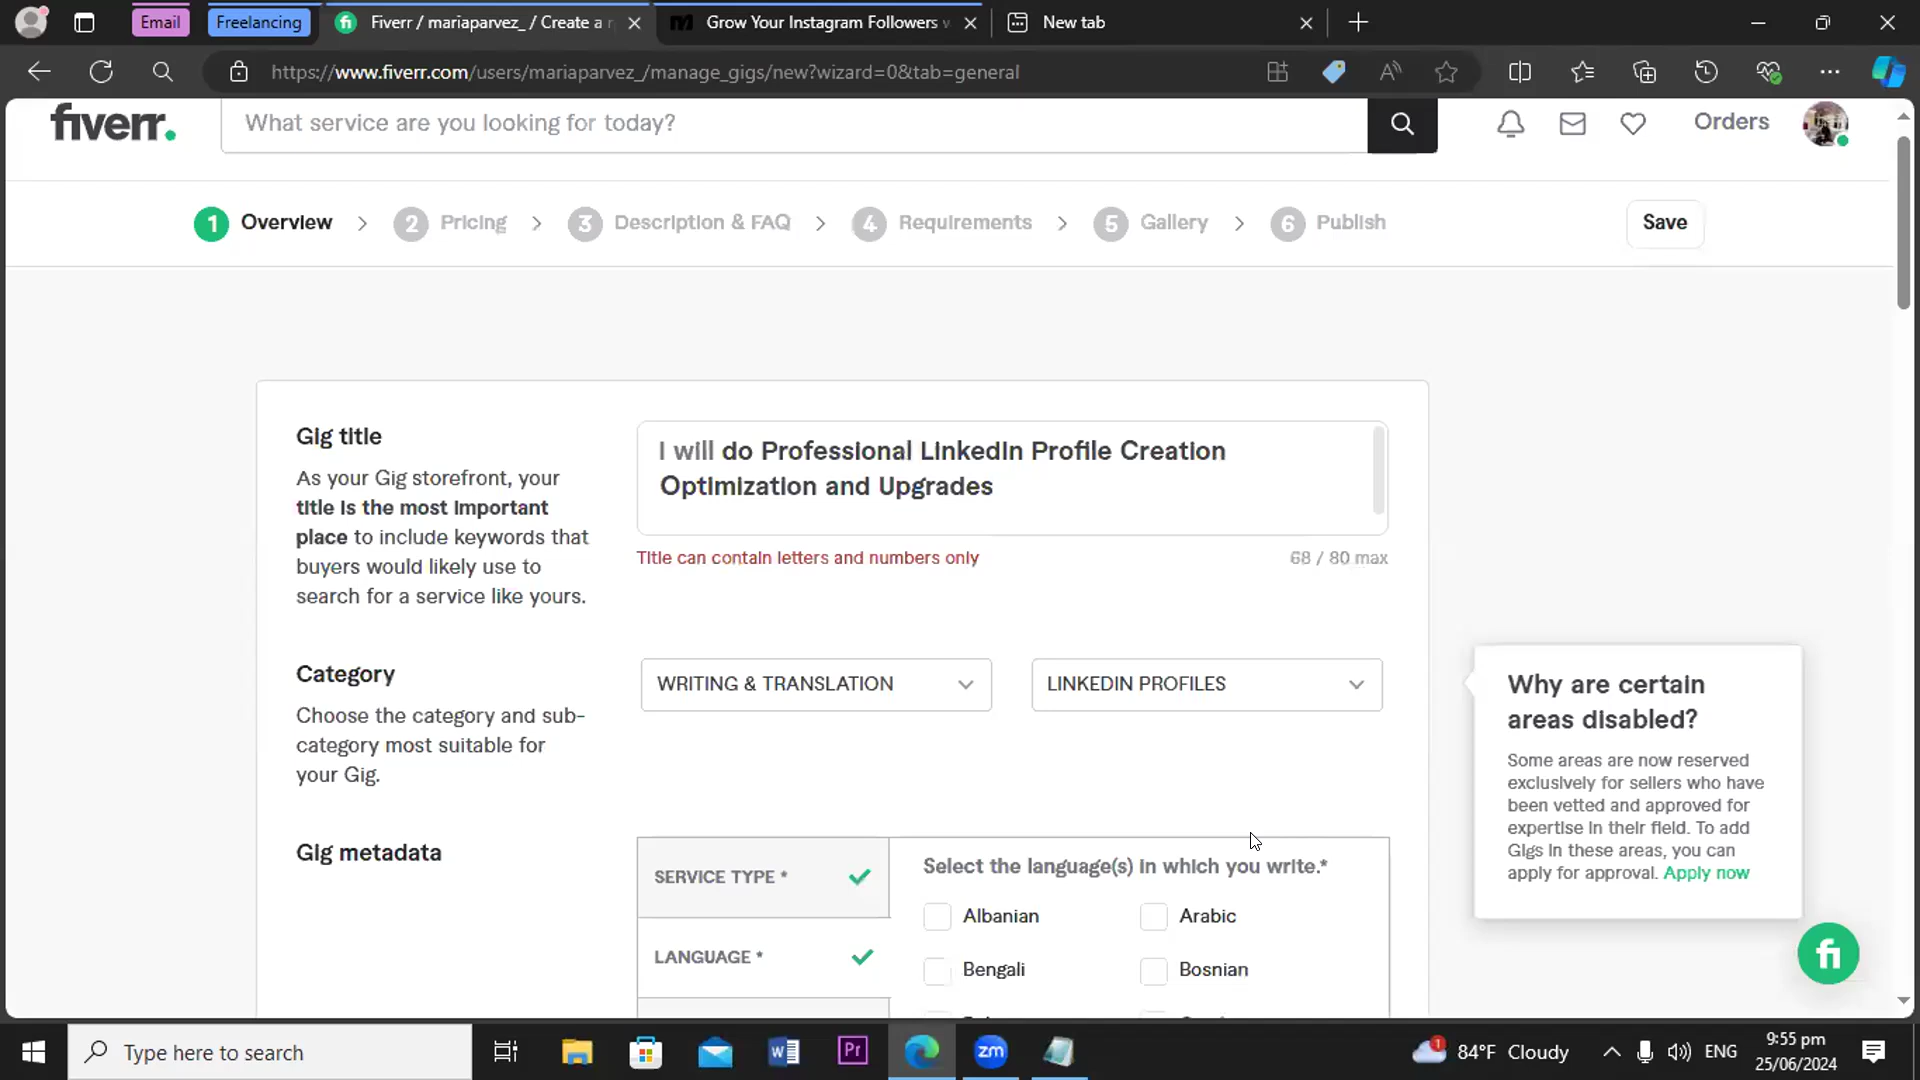 Email
Freelancing
Fiverr / mariaparvez_ / Create a
Grow Your Instagram Followers
New tab
https://www.fiverr.com/users/mariaparvez_/manage_gigs/new?wizard=0&tab=general
fiverr.
What service are you looking for today?
Orders
1 Overview
2 Pricing
3 Description & FAQ
4 Requirements
5 Gallery
6 Publish
Save
Gig title
As your Gig storefront, your
title is the most important
place to include keywords that
buyers would likely use to
search for a service like yours.
I will do Professional LinkedIn Profile Creation
Optimization and Upgrades
Title can contain letters and numbers only
68 / 80 max
Category
Choose the category and sub-
category most suitable for
your Gig.
WRITING & TRANSLATION
LINKEDIN PROFILES
Why are certain
areas disabled?
Some areas are now reserved
exclusively for sellers who have
been vetted and approved for
expertise in their field. To add
Gigs in these areas, you can
apply for approval. Apply now
Gig metadata
SERVICE TYPE *
LANGUAGE *
Select the language(s) in which you write.*
Albanian
Arabic
Bengali
Bosnian
fi
Type here to search
Pr
zm
1
84°F Cloudy
ENG
9:55 pm
25/06/2024